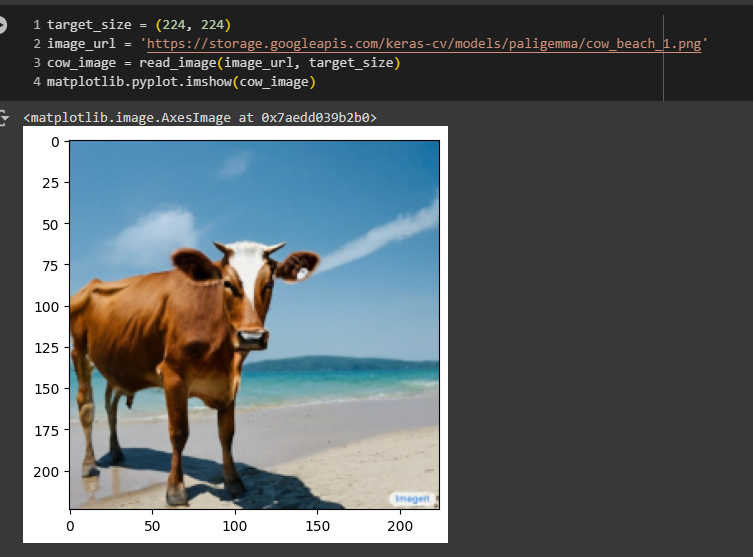 1 target_size = (224, 224)
2 image_url = 'https://storage.googleapis.com/keras-cv/models/paligemma/cow_beach_1.png'
3 cow_image = read_image(image_url, target_size)
4 matplotlib.pyplot.imshow(cow_image)
<matplotlib.image.AxesImage at 0x7aedd039b2b0>
0
25
50
75
100
125
150
175
200
Imagen
0 50 100 150 200